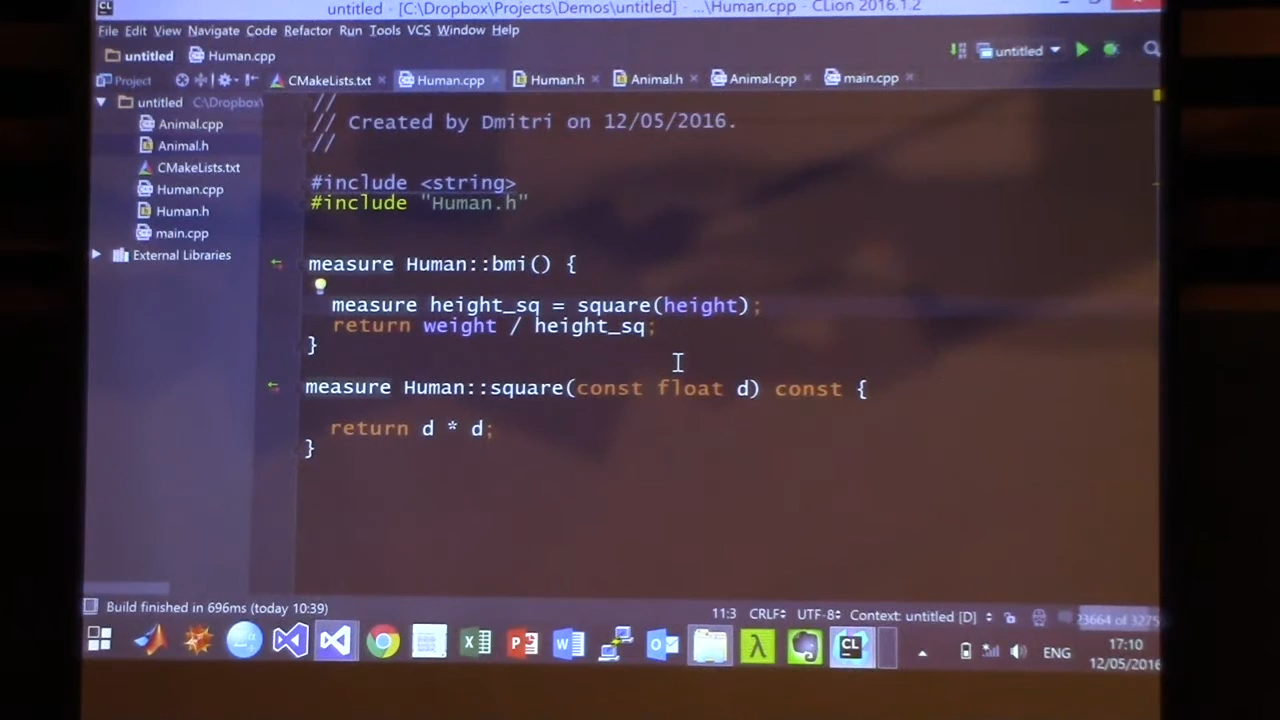 CL untitled - [C:\Dropbox\Projects\Demos\untitled] - ...\Human.cpp - CLion 2016.1.2
File Edit View Navigate Code Refactor Run Tools VCS Window Help
untitled Human.cpp untitled
Project CMakeLists.txt Human.cpp Human.h Animal.h Animal.cpp main.cpp
untitled C:\Dropbox\
Animal.cpp
Animal.h
CMakeLists.txt
Human.cpp
Human.h
main.cpp
External Libraries
//
// Created by Dmitri on 12/05/2016.
//
#include <string>
#include "Human.h"
measure Human::bmi() {
measure height_sq = square(height);
return weight / height_sq;
}
measure Human::square(const float d) const {
return d * d;
}
Build finished in 696ms (today 10:39)
11:3 CRLF UTF-8 Context: untitled [D] 23664 of 3275
ENG
17:10
12/05/2016